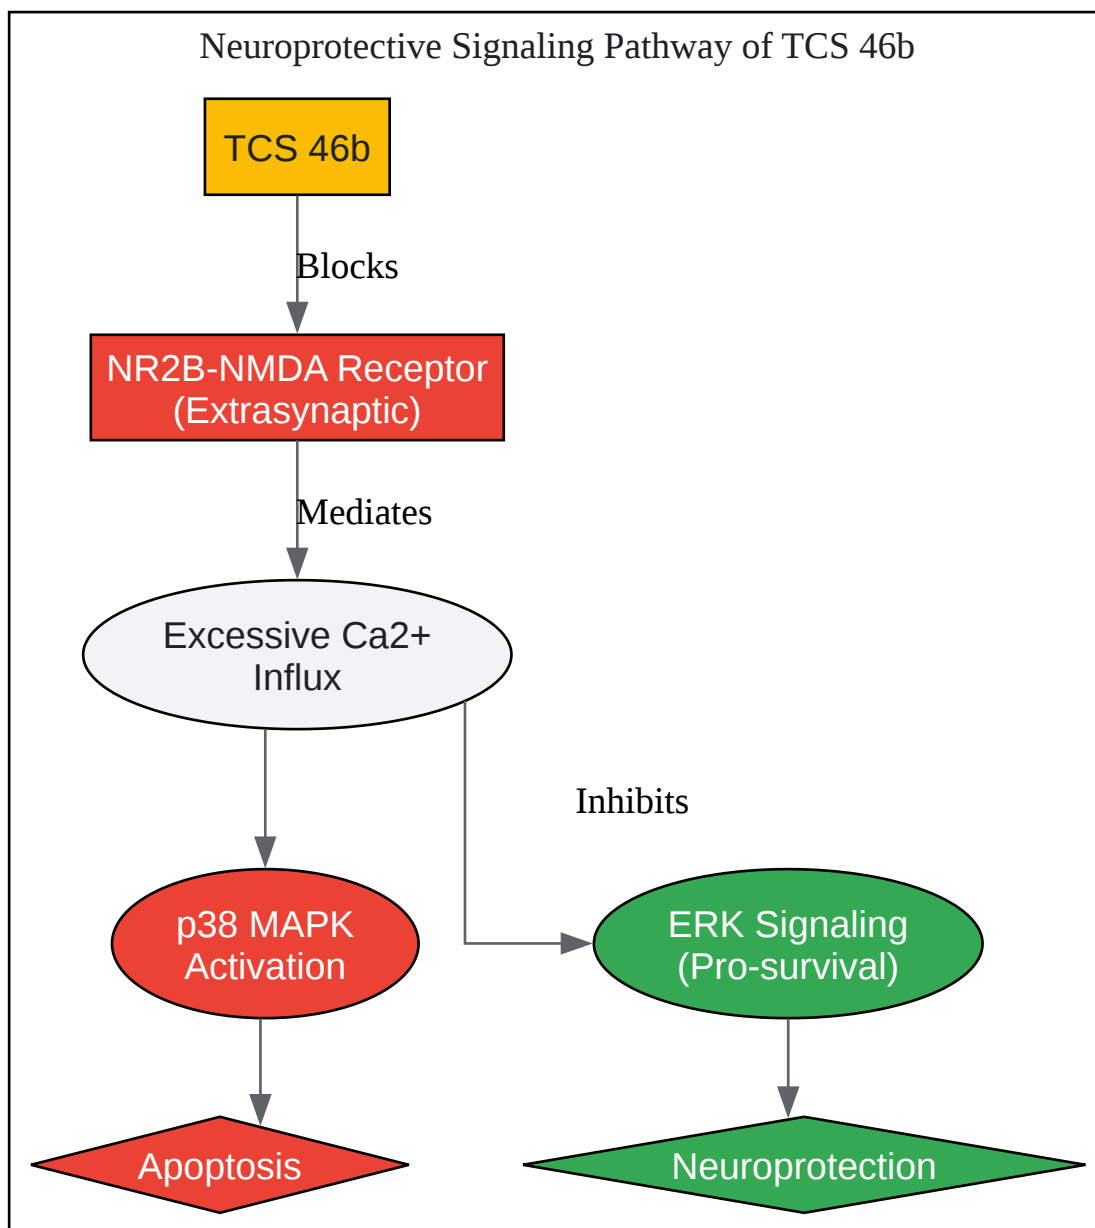 Neuroprotective Signaling Pathway of TCS 46b
TCS 46b
Blocks
NR2B-NMDA Receptor
(Extrasynaptic)
Mediates
Excessive Ca2+
Influx
Inhibits
p38 MAPK
Activation
ERK Signaling
(Pro-survival)
Apoptosis
Neuroprotection